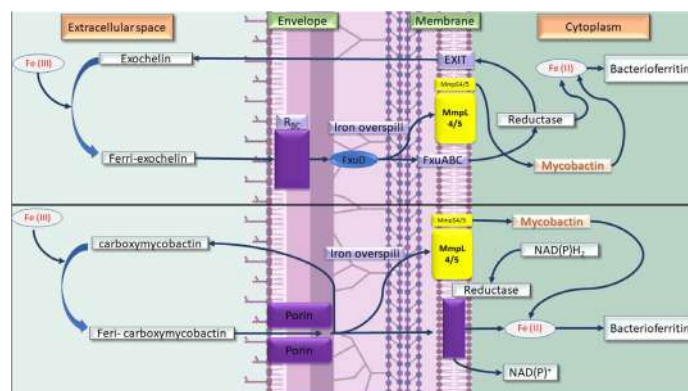 Extracellular space
Envelope
Membrane
Cytoplasm
Fe (III)
Exochelin
EXIT
Fe (II)
Bacterioferritin
MmpS4/5
MmpL
4/5
Iron overspill
Reductase
Ferri-exochelin
FxuD
FxuABC
Mycobactin
Fe (III)
carboxymycobactin
Iron overspill
MmpS4/5
MmpL
4/5
Mycobactin
NAD(P)H2
Reductase
Porin
Feri- carboxymycobactin
Fe (II)
Bacterioferritin
Porin
NAD(P)+